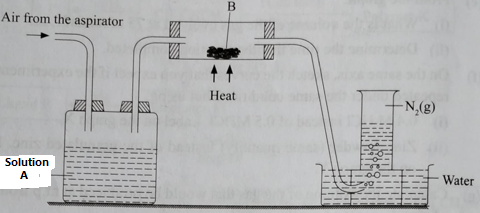 B
Air from the aspirator
Heat
N₂(g)
Solution
A
Water